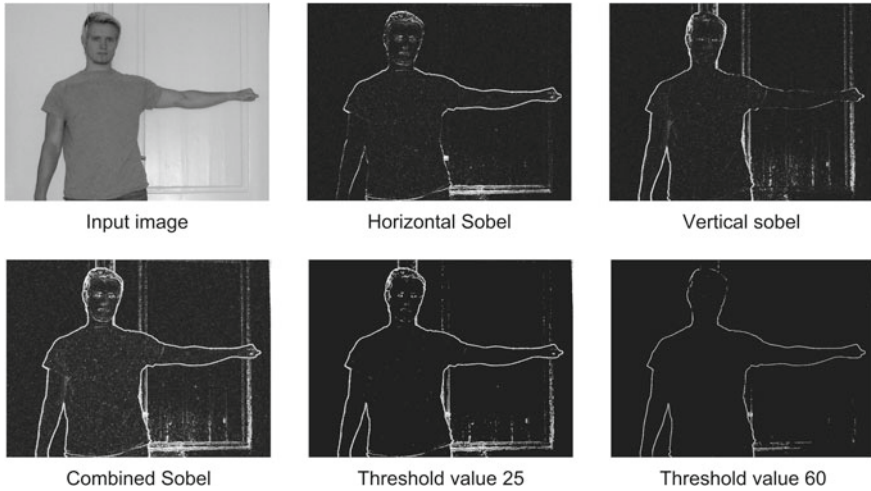 Input image
Horizontal Sobel
Vertical sobel
Combined Sobel
Threshold value 25
Threshold value 60